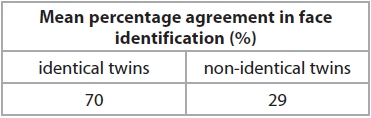 Mean percentage agreement in face
identification (%)
identical twins non-identical twins
70 29